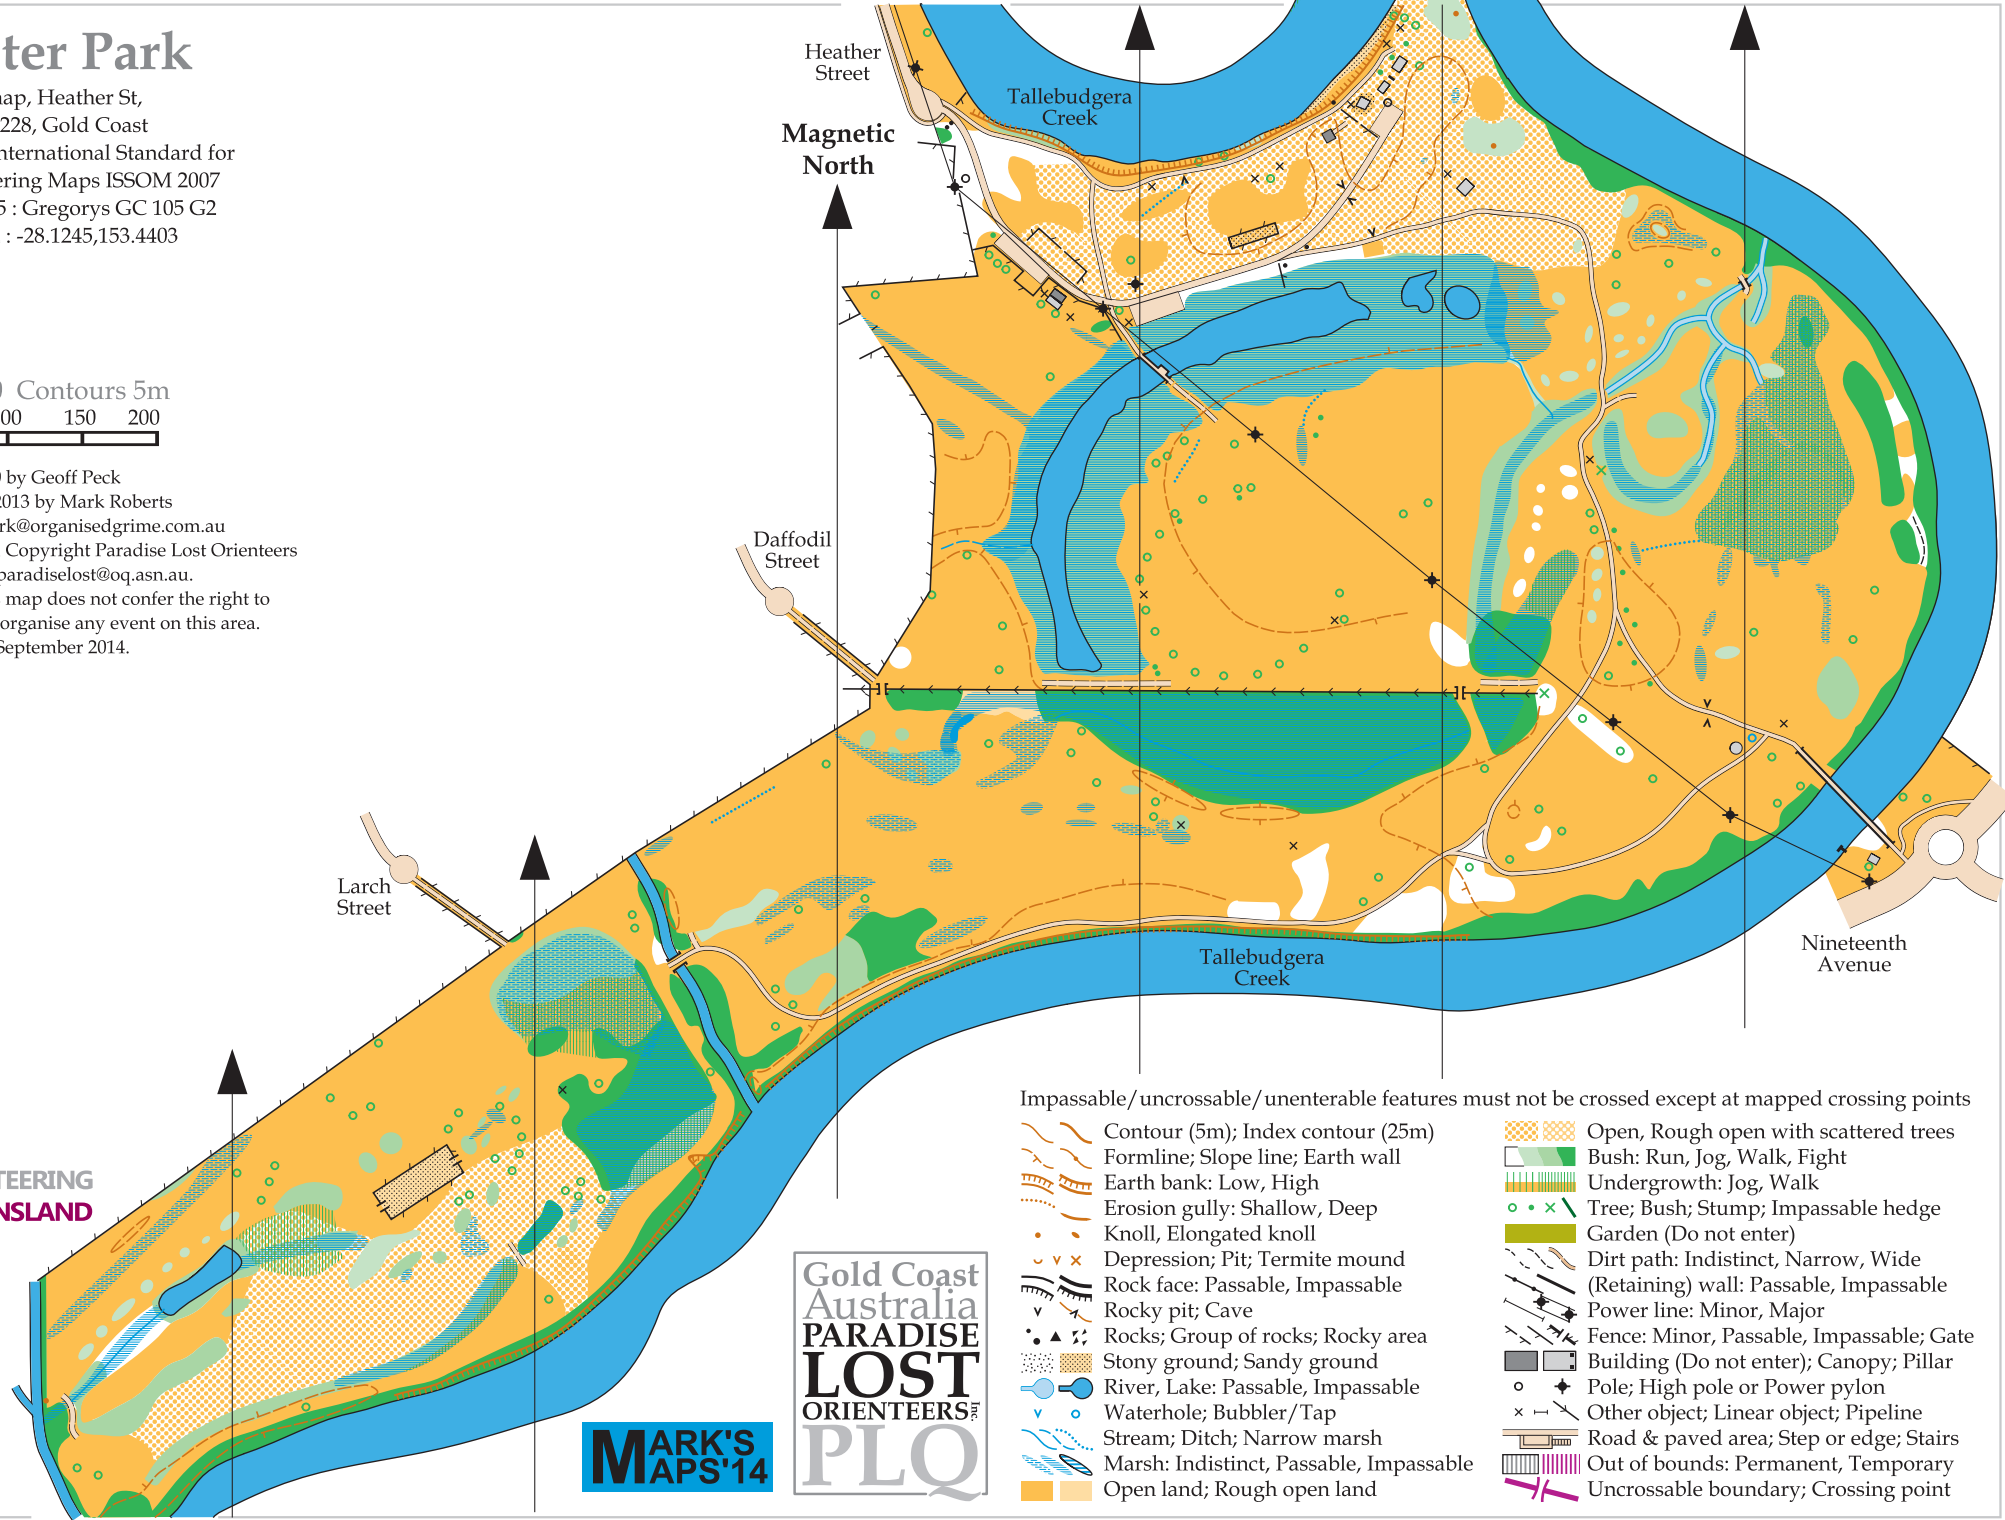 ter Park
ap, Heather St,
228, Gold Coast
nternational Standard for
ering Maps ISSOM 2007
5 : Gregorys GC 105 G2
: -28.1245,153.4403
Contours 5m
00 150 200
by Geoff Peck
2013 by Mark Roberts
rk@organisedgrime.com.au
Copyright Paradise Lost Orienteers
paradiselost@oq.asn.au.
map does not confer the right to
organise any event on this area.
September 2014.
Heather
Street
Magnetic
North
Tallebudgera
Creek
Daffodil
Street
Larch
Street
Tallebudgera
Creek
Nineteenth
Avenue
TEERING
NSLAND
MARK'S
MAPS'14
Gold Coast
Australia
PARADISE
LOST
ORIENTEERS Inc.
PLQ
Impassable/uncrossable/unenterable features must not be crossed except at mapped crossing points
Contour (5m); Index contour (25m)
Formline; Slope line; Earth wall
Earth bank: Low, High
Erosion gully: Shallow, Deep
Knoll, Elongated knoll
Depression; Pit; Termite mound
Rock face: Passable, Impassable
Rocky pit; Cave
Rocks; Group of rocks; Rocky area
Stony ground; Sandy ground
River, Lake: Passable, Impassable
Waterhole; Bubbler/Tap
Stream; Ditch; Narrow marsh
Marsh: Indistinct, Passable, Impassable
Open land; Rough open land
Open, Rough open with scattered trees
Bush: Run, Jog, Walk, Fight
Undergrowth: Jog, Walk
Tree; Bush; Stump; Impassable hedge
Garden (Do not enter)
Dirt path: Indistinct, Narrow, Wide
(Retaining) wall: Passable, Impassable
Power line: Minor, Major
Fence: Minor, Passable, Impassable; Gate
Building (Do not enter); Canopy; Pillar
Pole; High pole or Power pylon
Other object; Linear object; Pipeline
Road & paved area; Step or edge; Stairs
Out of bounds: Permanent, Temporary
Uncrossable boundary; Crossing point